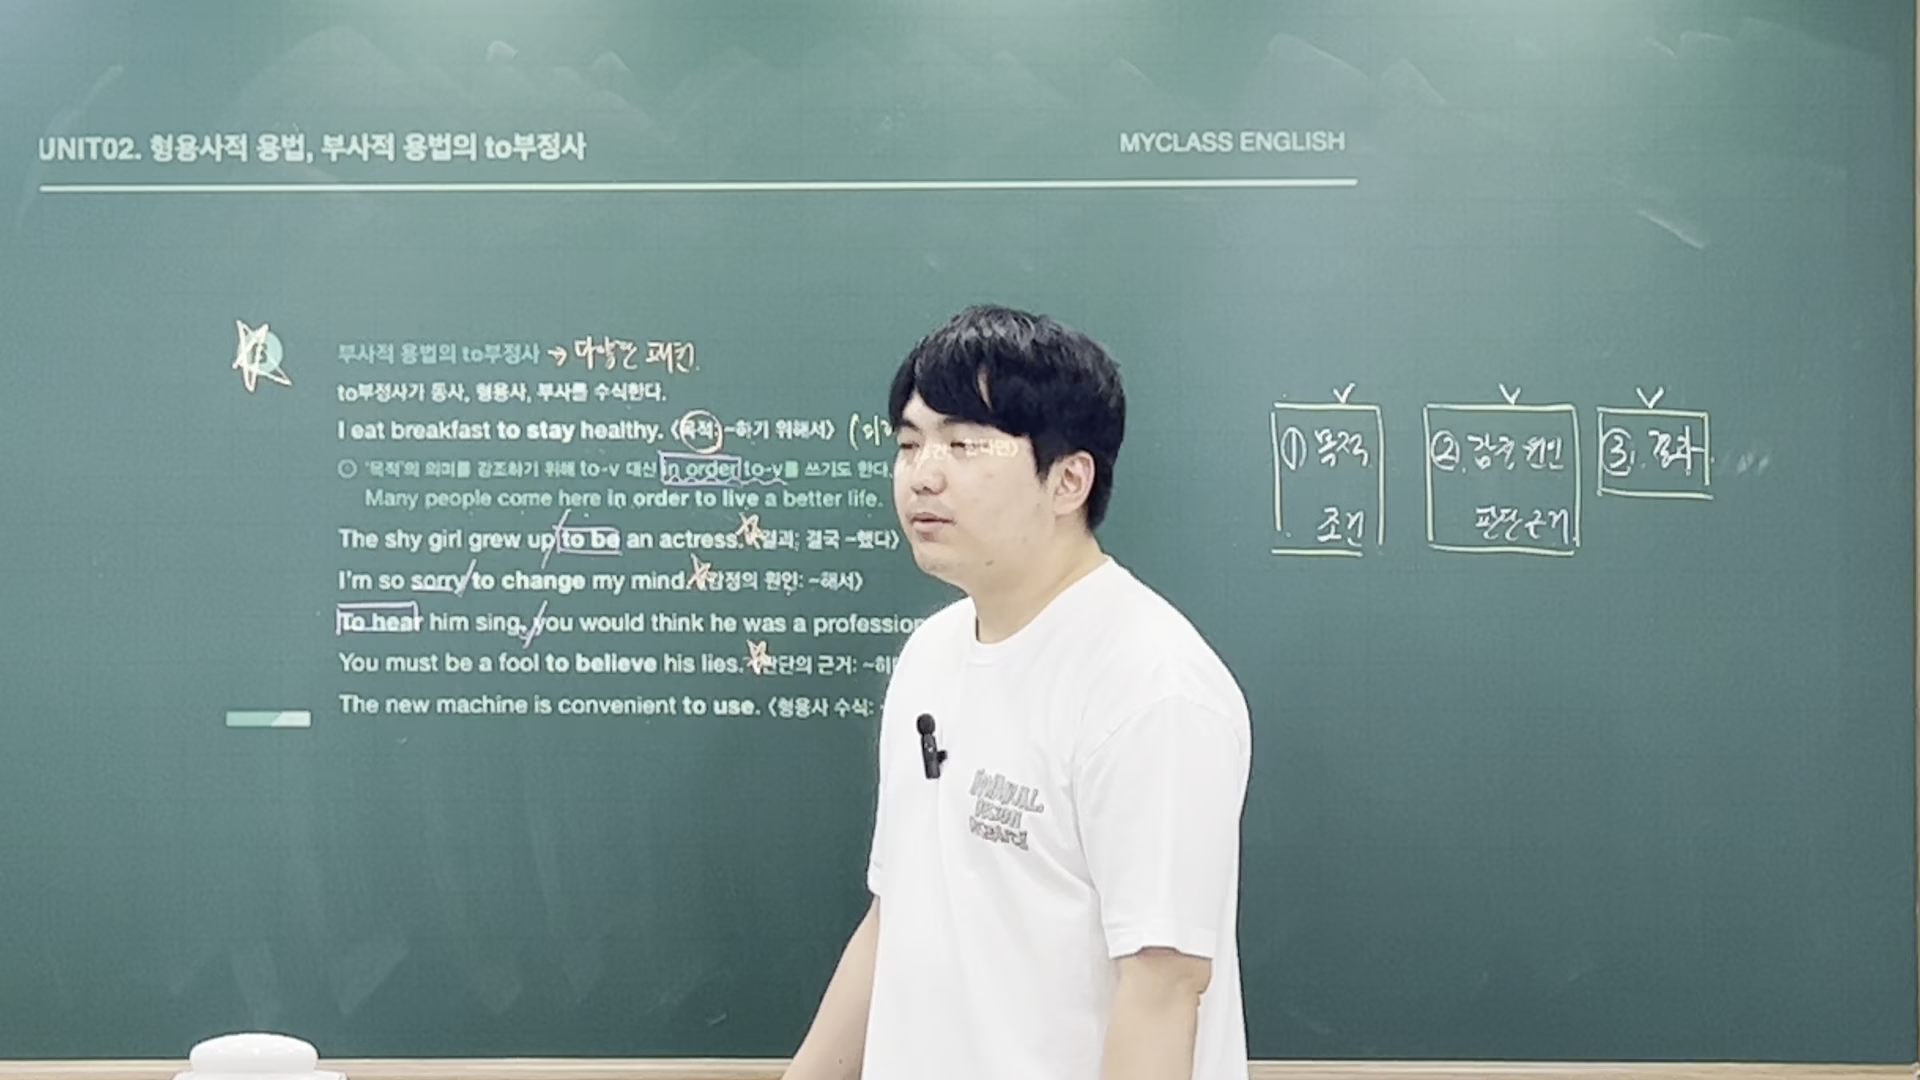 UNIT02. 형용사적 용법, 부사적 용법의 to부정사
MYCLASS ENGLISH
부사적 용법의 to부정사 → 다양한 패턴.
to부정사가 동사, 형용사, 부사를 수식한다.
I eat breakfast to stay healthy. <목적: ~하기 위해서>
'목적'의 의미를 강조하기 위해 to-v 대신 in order to-v를 쓰기도 한다.
Many people come here in order to live a better life.
The shy girl grew up to be an actress. 결과: 결국 ~했다>
I'm so sorry to change my mind. 감정의 원인: ~해서>
To hear him sing, you would think he was a
You must be a fool to believe his lies. 판단의 근거:
The new machine is convenient to use. <형용사 수식:
① 목적
조건
②. 감정 원인
판단근거
③. 결과